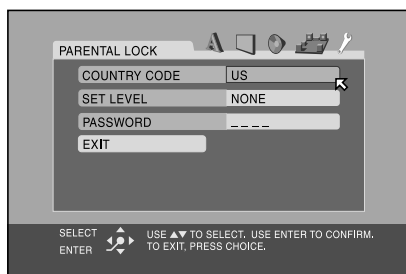 PARENTAL LOCK
COUNTRY CODE US
SET LEVEL NONE
PASSWORD _ _ _ _
EXIT
SELECT
ENTER
USE ▲▼ TO SELECT. USE ENTER TO CONFIRM.
TO EXIT, PRESS CHOICE.